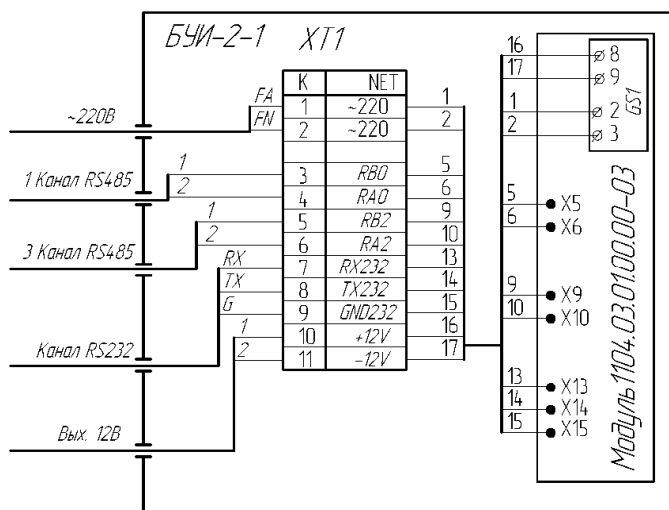 БУИ-2-1 XT1
К NET
FA 1 ~220 1
FN 2 ~220 2
~220В
1 3 RB0 5
1 Канал RS485
2 4 RA0 6
1 5 RB2 9
2 6 RA2 10
3 Канал RS485
RX 7 RX232 13
TX 8 TX232 14
G 9 GND232 15
1 10 +12V 16
Канал RS232
2 11 -12V 17
Вых. 12В
16 8
17 9
1 2
2 3
GS1
5 X5
6 X6
9 X9
10 X10
13 X13
14 X14
15 X15
Модуль 1104.03.01.00.00-03